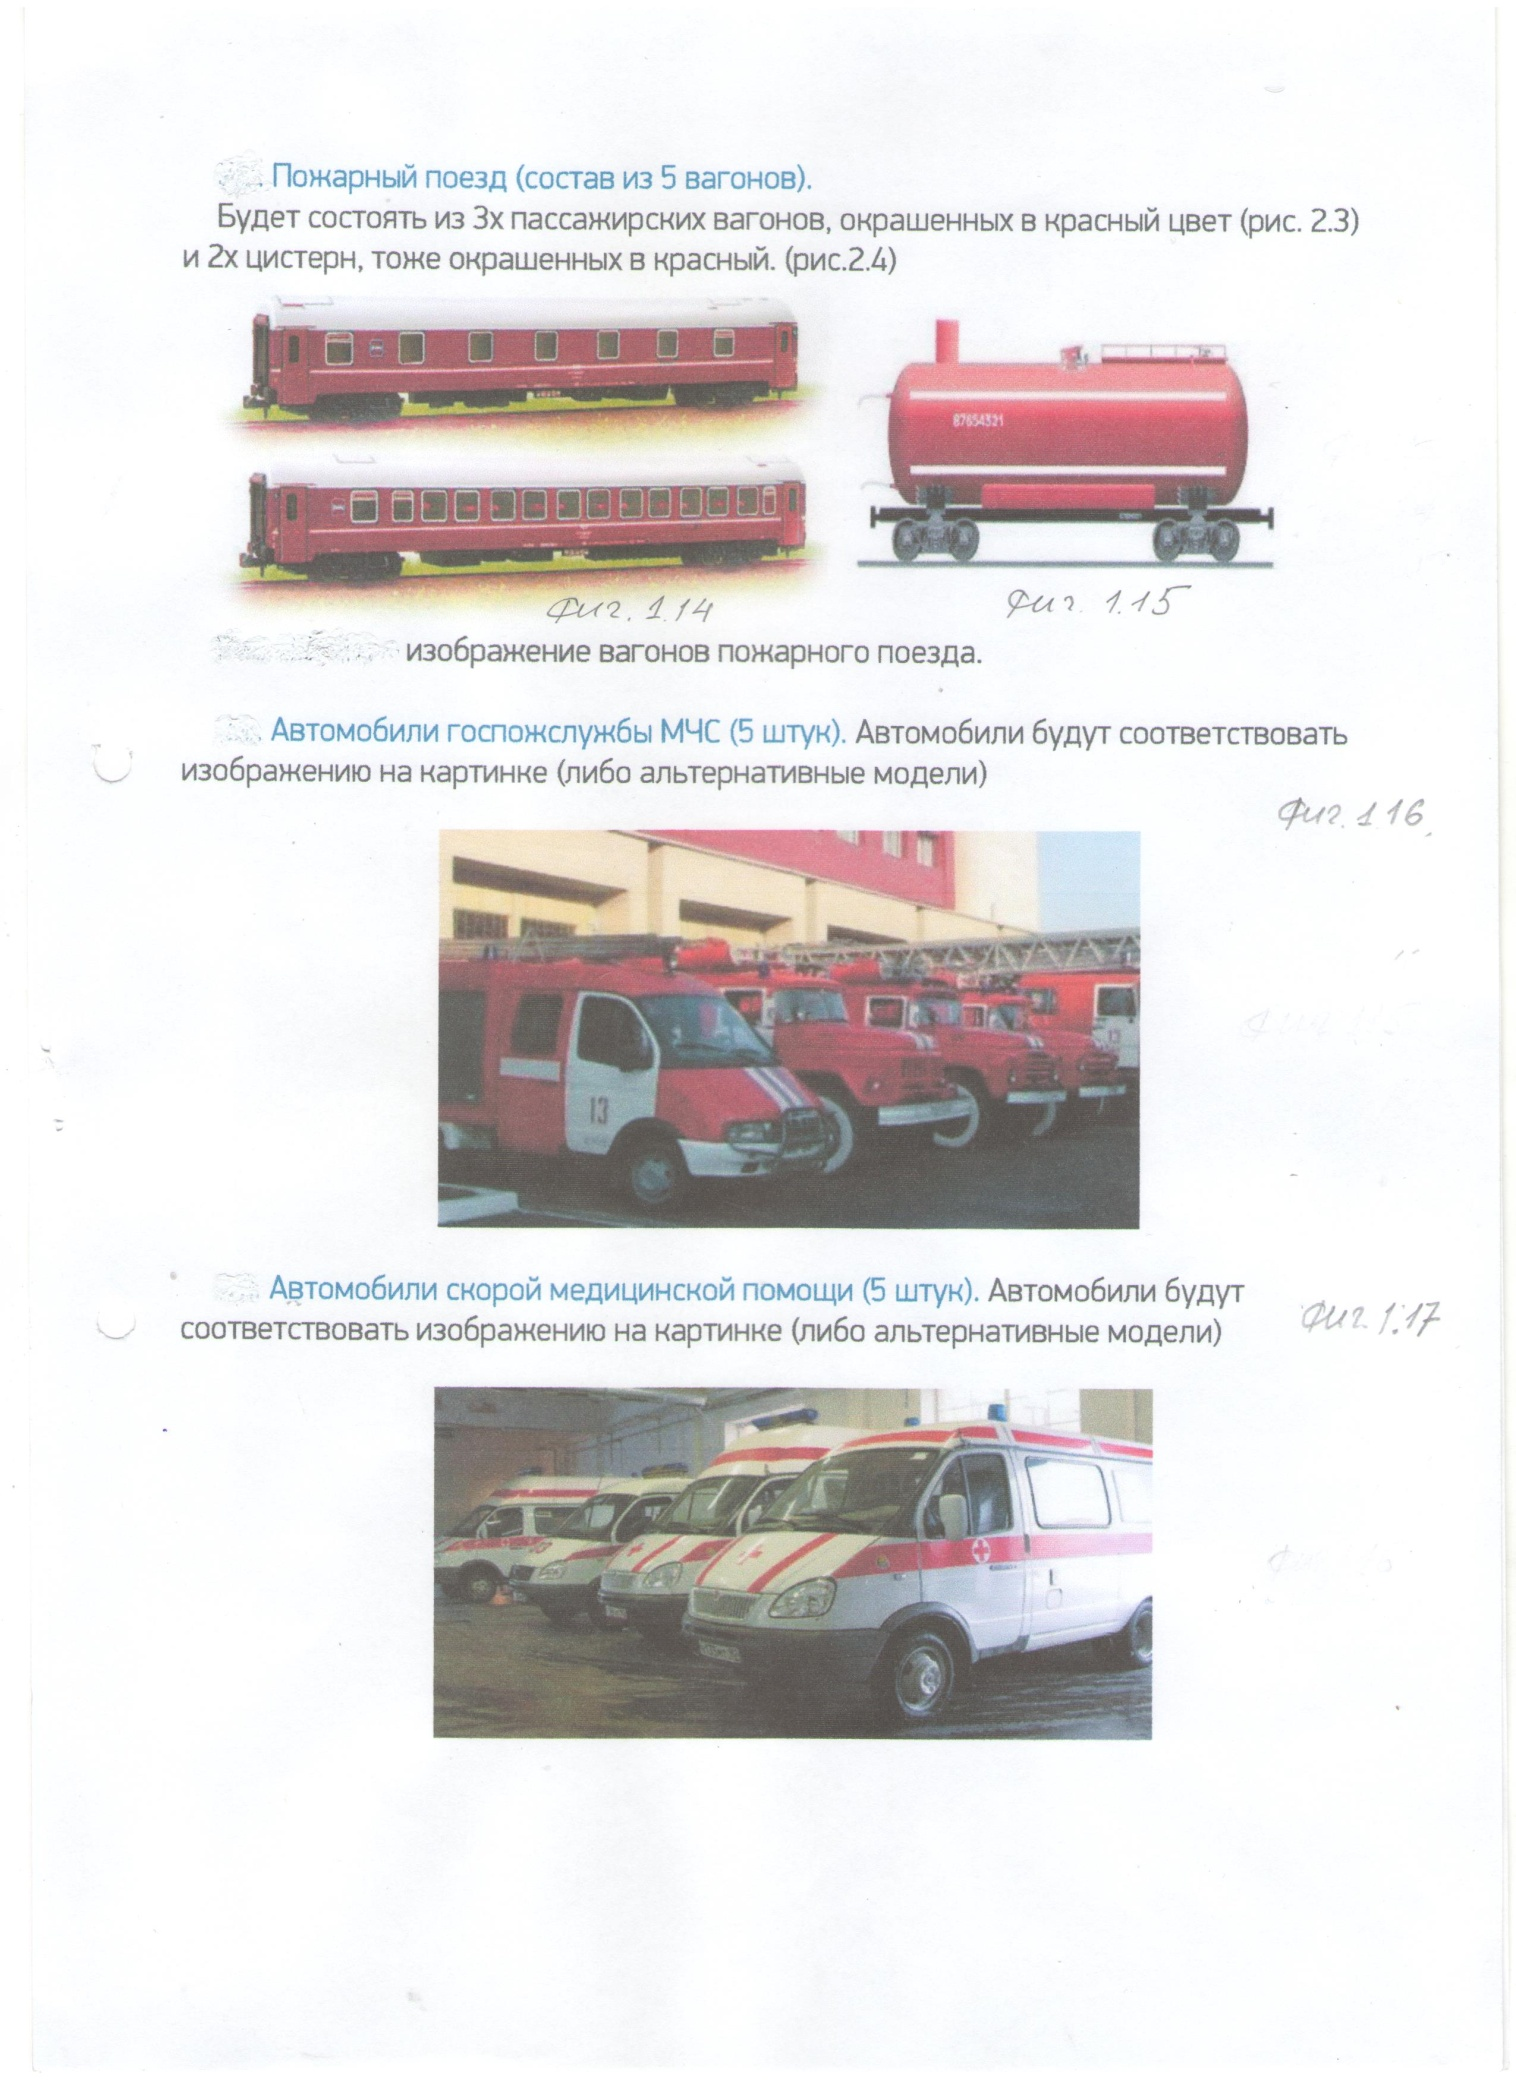 Пожарный поезд (состав из 5 вагонов).
Будет состоять из 3х пассажирских вагонов, окрашенных в красный цвет (рис. 2.3)
и 2х цистерн, тоже окрашенных в красный. (рис.2.4)
87654321
Фиг. 1.14
Фиг. 1.15
изображение вагонов пожарного поезда.
Автомобили госпожслужбы МЧС (5 штук). Автомобили будут соответствовать
изображению на картинке (либо альтернативные модели)
Фиг. 1.16.
13
13
Автомобили скорой медицинской помощи (5 штук). Автомобили будут
соответствовать изображению на картинке (либо альтернативные модели)
Фиг. 1.17